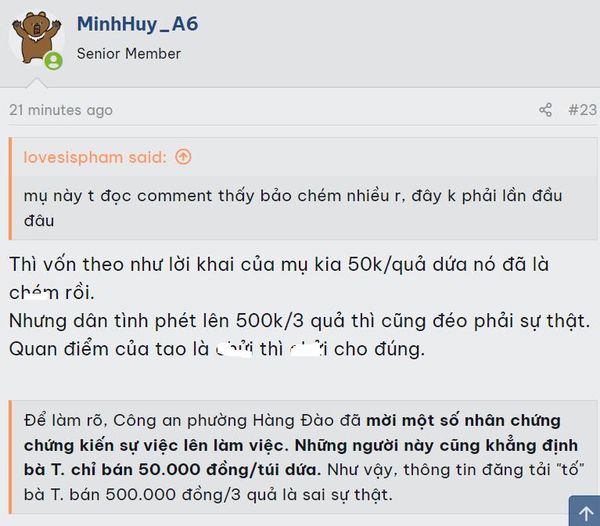 MinhHuy_A6
Senior Member
21 minutes ago #23
lovesispham said:
mụ này t đọc comment thấy bảo chém nhiều r, đây k phải lần đầu
đâu
Thì vốn theo như lời khai của mụ kia 50k/quả dứa nó đã là
chém rồi.
Nhưng dân tình phét lên 500k/3 quả thì cũng đéo phải sự thật.
Quan điểm của tao là chửi thì chửi cho đúng.
Để làm rõ, Công an phường Hàng Đào đã mời một số nhân chứng
chứng kiến sự việc lên làm việc. Những người này cũng khẳng định
bà T. chỉ bán 50.000 đồng/túi dứa. Như vậy, thông tin đăng tải "tố"
bà T. bán 500.000 đồng/3 quả là sai sự thật.